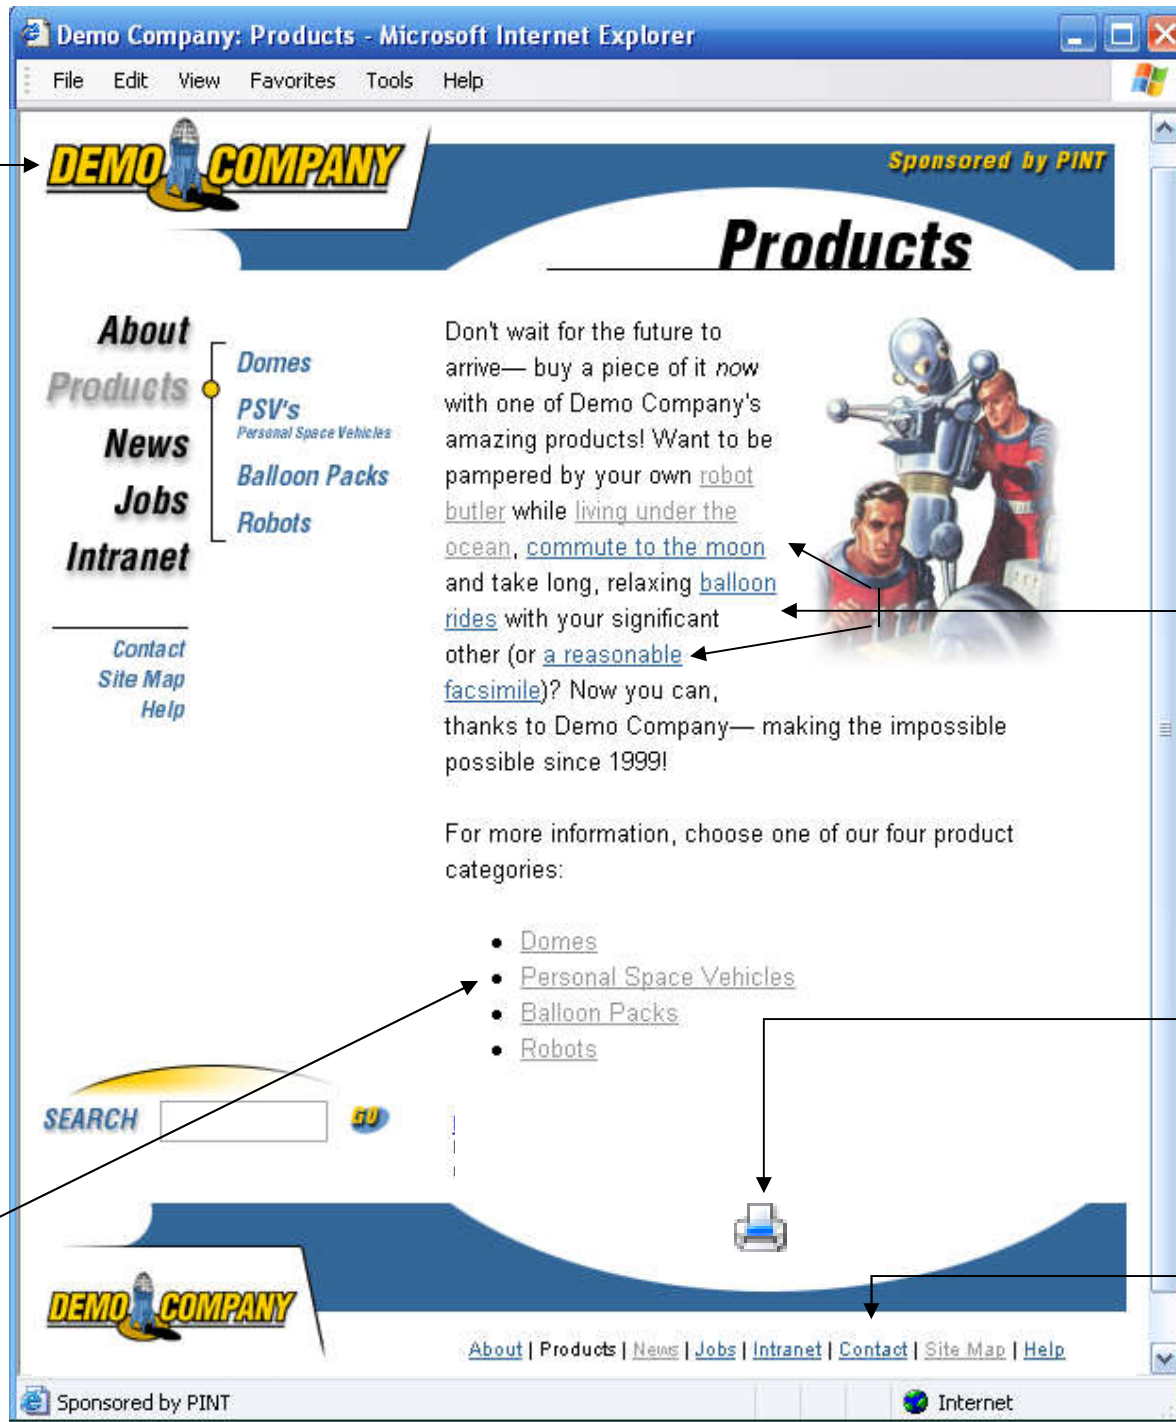 Demo Company: Products - Microsoft Internet Explorer
File Edit View Favorites Tools Help
DEMO COMPANY
Sponsored by PINT
Products
About
Products
News
Jobs
Intranet
Domes
PSV's
Personal Space Vehicles
Balloon Packs
Robots
Contact
Site Map
Help
Don't wait for the future to
arrive— buy a piece of it now
with one of Demo Company's
amazing products! Want to be
pampered by your own robot
butler while living under the
ocean, commute to the moon
and take long, relaxing balloon
rides with your significant
other (or a reasonable
facsimile)? Now you can,
thanks to Demo Company— making the impossible
possible since 1999!
For more information, choose one of our four product
categories:
• Domes
• Personal Space Vehicles
• Balloon Packs
• Robots
SEARCH GO
DEMO COMPANY
About | Products | News | Jobs | Intranet | Contact | Site Map | Help
Sponsored by PINT
Internet